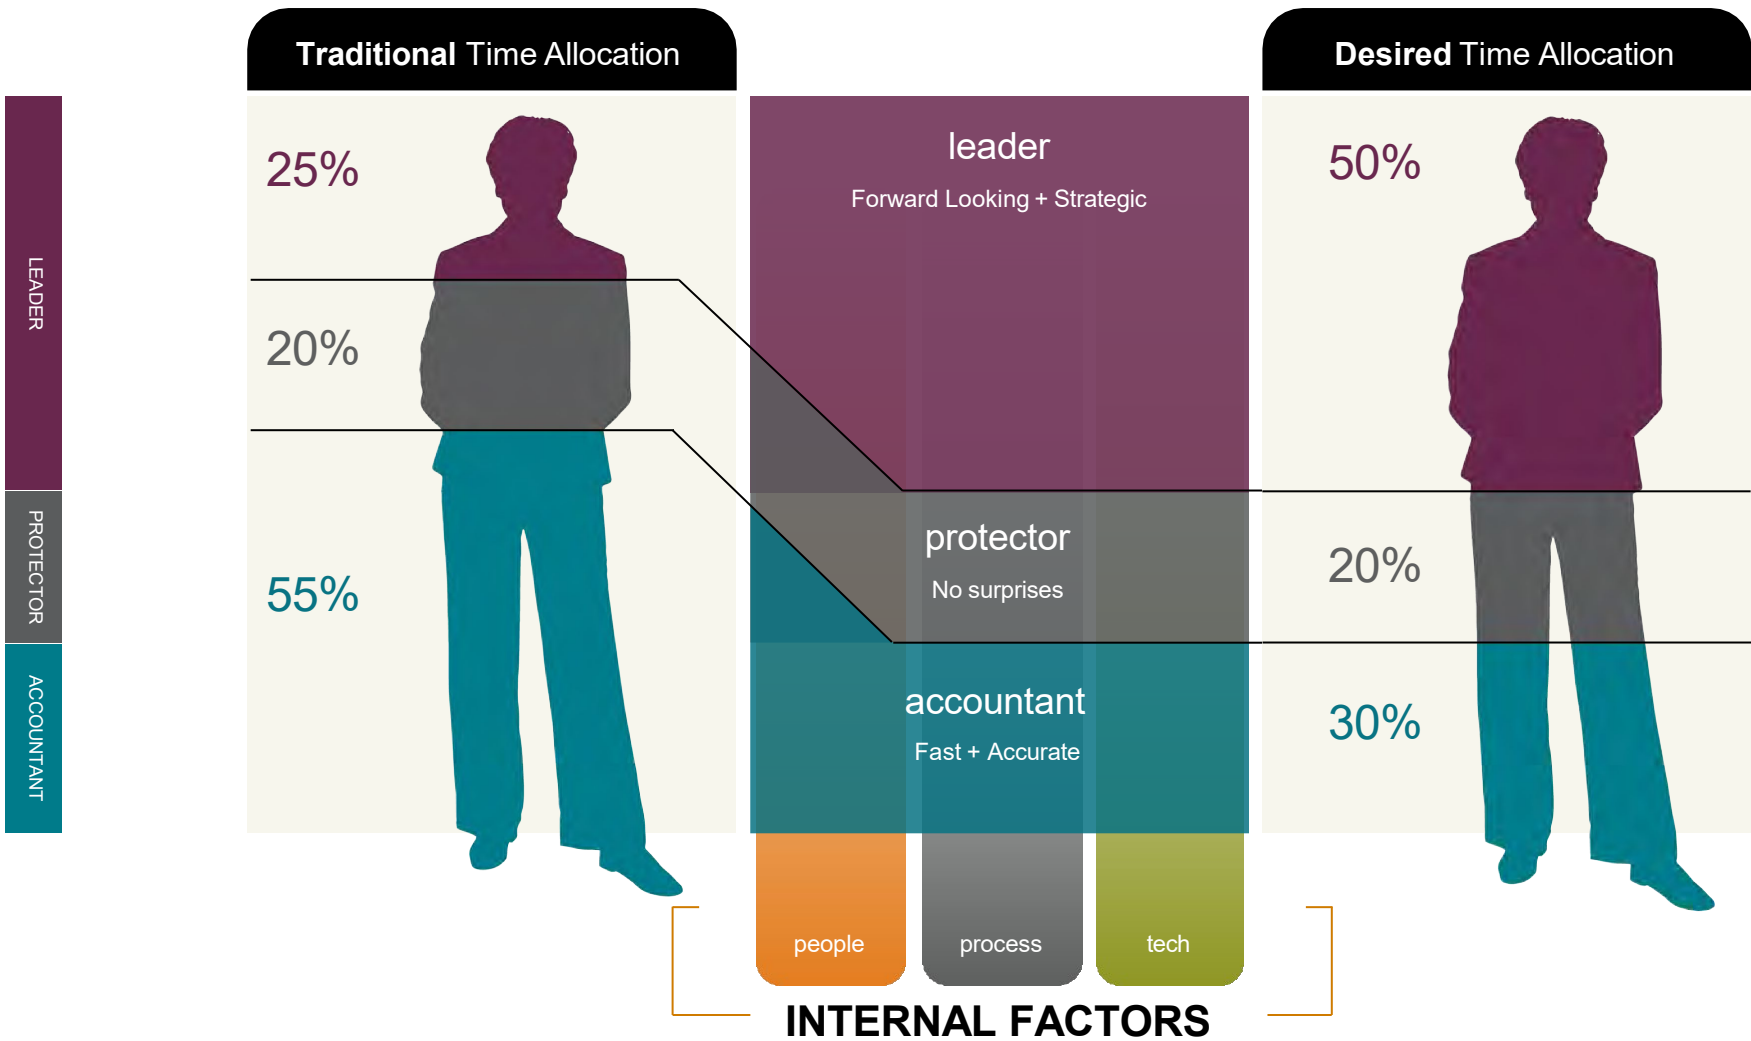 Traditional Time Allocation
Desired Time Allocation
LEADER
PROTECTOR
ACCOUNTANT
25%
20%
55%
leader
Forward Looking + Strategic
protector
No surprises
accountant
Fast + Accurate
50%
20%
30%
people
process
tech
INTERNAL FACTORS